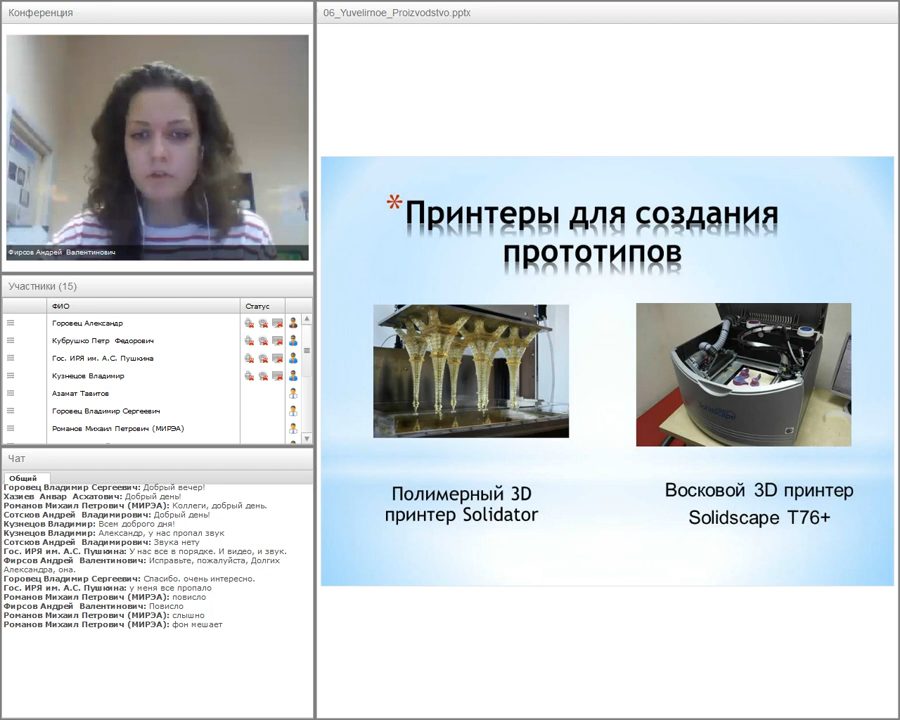 Конференция
Фирсов Андрей  Валентинович
Участники (15)
ФИО Статус
Горовец Александр
Кубрушко Петр  Федорович
Гос. ИРЯ им. А.С. Пушкина
Кузнецов Владимир
Азамат Тавитов
Горовец Владимир Сергеевич
Романов Михаил Петрович (МИРЭА)
Чат
Общий
Горовец Владимир Сергеевич: Добрый вечер!
Хазиев  Анвар  Асхатович: Добрый день!
Романов Михаил Петрович (МИРЭА): Коллеги, добрый день.
Сотсков Андрей  Владимирович: Добрый день!
Кузнецов Владимир: Всем доброго дня!
Кузнецов Владимир: Александр, у нас пропал звук
Сотсков Андрей  Владимирович: Звука нету
Гос. ИРЯ им. А.С. Пушкина: У нас все в порядке. И видео, и звук.
Фирсов Андрей  Валентинович: Исправьте, пожалуйста, Долгих
Александра, она.
Горовец Владимир Сергеевич: Спасибо. очень интересно.
Гос. ИРЯ им. А.С. Пушкина: у меня все пропало
Романов Михаил Петрович (МИРЭА): повисло
Фирсов Андрей  Валентинович: Повисло
Романов Михаил Петрович (МИРЭА): слышно
Романов Михаил Петрович (МИРЭА): фон мешает
06_Yuvelirnoe_Proizvodstvo.pptx
*Принтеры для создания
прототипов
Полимерный 3D
принтер Solidator
Восковой 3D принтер
Solidscape T76+